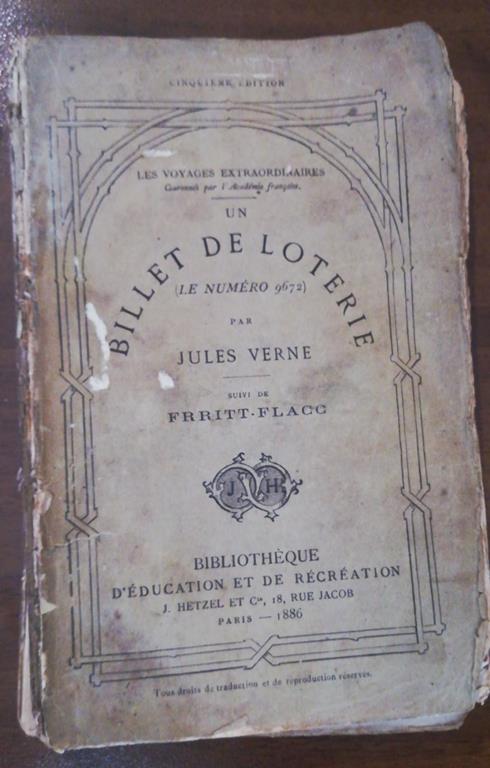 CINQUIÈME ÉDITION
LES VOYAGES EXTRAORDINAIRES
Couronnés par l'Académie française.
UN
BILLET DE LOTERIE
(LE NUMÉRO 9672)
PAR
JULES VERNE
SUIVI DE
FRRITT-FLACC
J H
BIBLIOTHÈQUE
D'ÉDUCATION ET DE RÉCRÉATION
J. HETZEL ET Cie, 18, RUE JACOB
PARIS — 1886
Tous droits de traduction et de reproduction réservés.